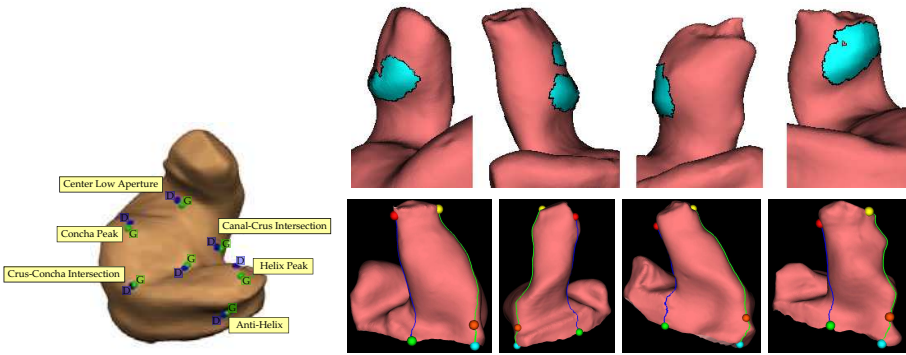 Center Low Aperture
D
G
D
G
Concha Peak
Canal-Crus Intersection
D
G
D
G
D
Helix Peak
G
Crus-Concha Intersection
D
G
G
D
Anti-Helix